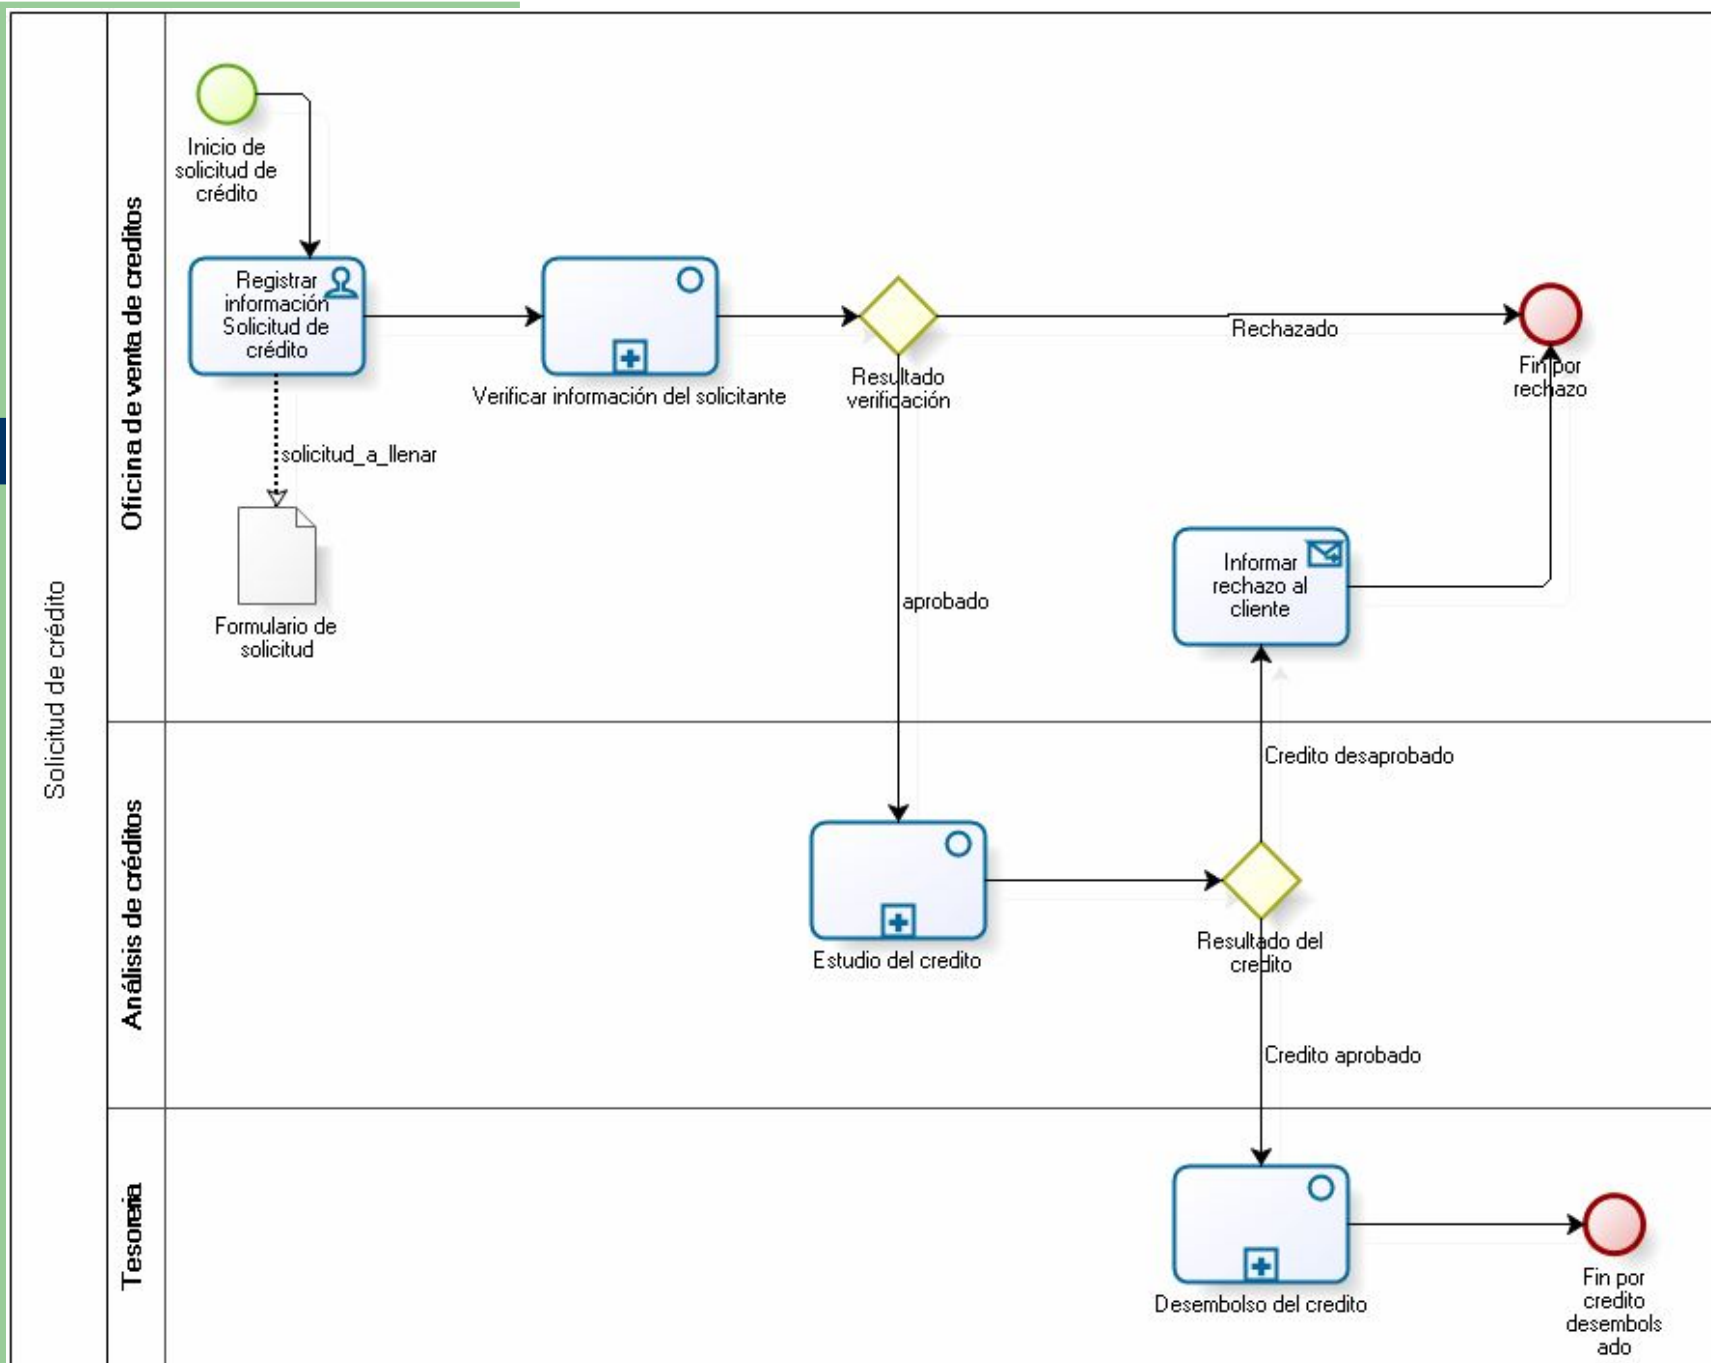 Solicitud de crédito
Oficina de venta de creditos
Inicio de
solicitud de
crédito
Registrar
información
Solicitud de
crédito
Verificar información del solicitante
Resultado
verificación
Rechazado
Fin por
rechazo
solicitud_a_llenar
Formulario de
solicitud
aprobado
Informar
rechazo al
cliente
Análisis de créditos
Credito desaprobado
Estudio del credito
Resultado del
credito
Credito aprobado
Tesoreria
Desembolso del credito
Fin por
credito
desembols
ado